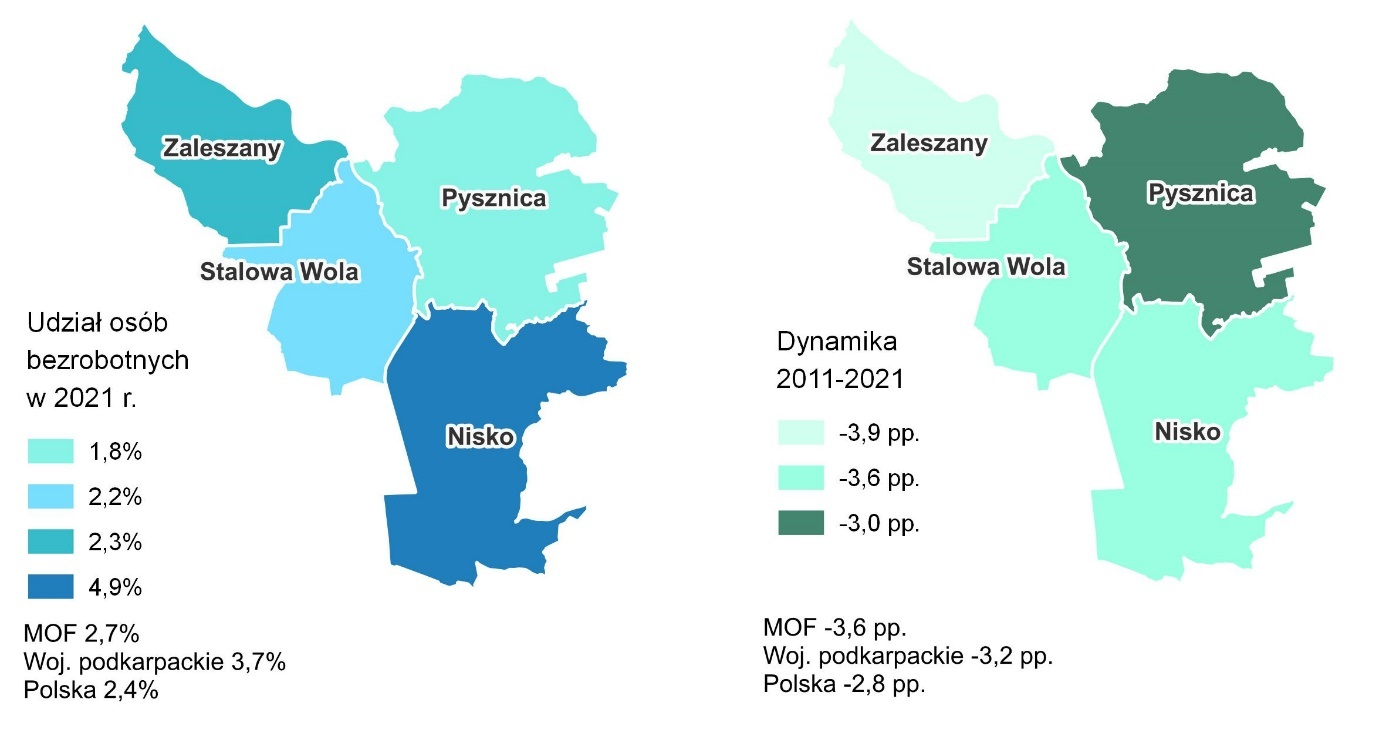 Zaleszany
Pysznica
Stalowa Wola
Nisko
Udział osób
bezrobotnych
w 2021 r.
1,8%
2,2%
2,3%
4,9%
MOF 2,7%
Woj. podkarpackie 3,7%
Polska 2,4%
Zaleszany
Pysznica
Stalowa Wola
Nisko
Dynamika
2011-2021
-3,9 pp.
-3,6 pp.
-3,0 pp.
MOF -3,6 pp.
Woj. podkarpackie -3,2 pp.
Polska -2,8 pp.